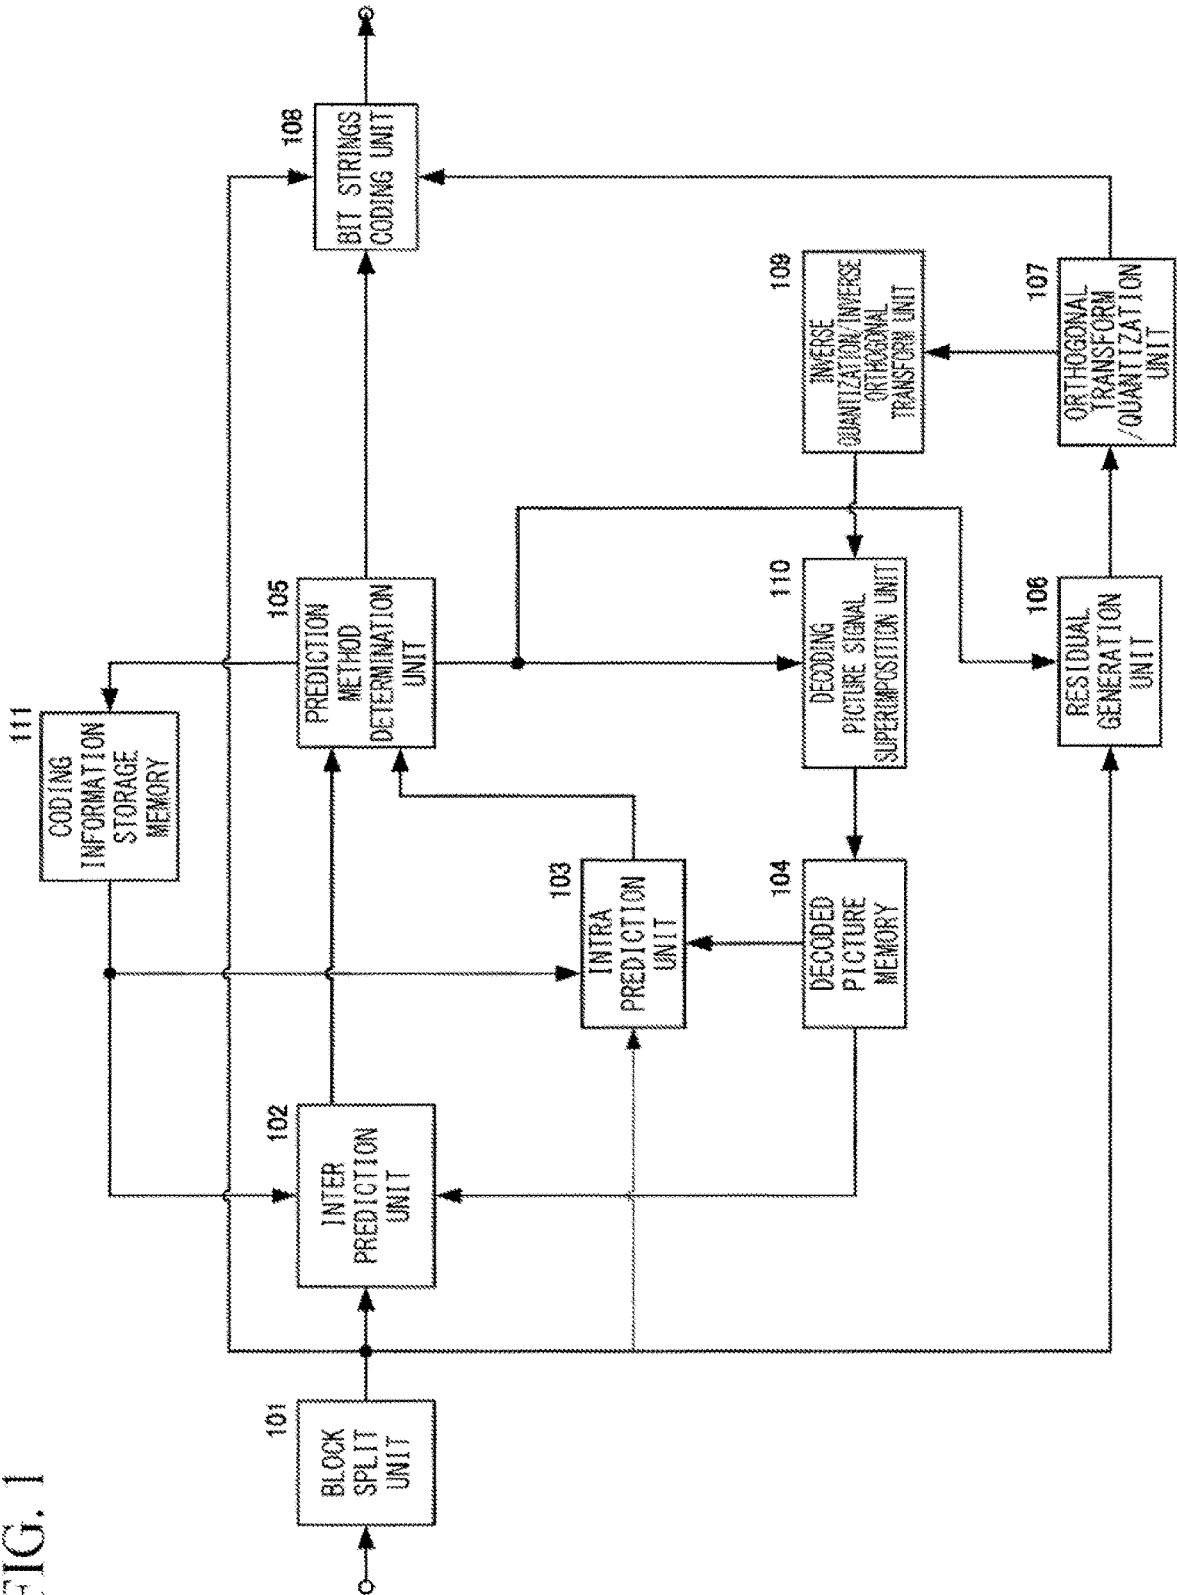 FIG. 1
101
BLOCK
SPLIT
UNIT
102
INTER
PREDICTION
UNIT
111
CODING
INFORMATION
STORAGE
MEMORY
103
INTRA
PREDICTION
UNIT
104
DECODED
PICTURE
MEMORY
105
PREDICTION
METHOD
DETERMINATION
UNIT
110
DECODING
PICTURE SIGNAL
SUPERIMPOSITION UNIT
106
RESIDUAL
GENERATION
UNIT
109
INVERSE
QUANTIZATION/INVERSE
ORTHOGONAL
TRANSFORM UNIT
107
ORTHOGONAL
TRANSFORM
/QUANTIZATION
UNIT
108
BIT STRINGS
CODING UNIT